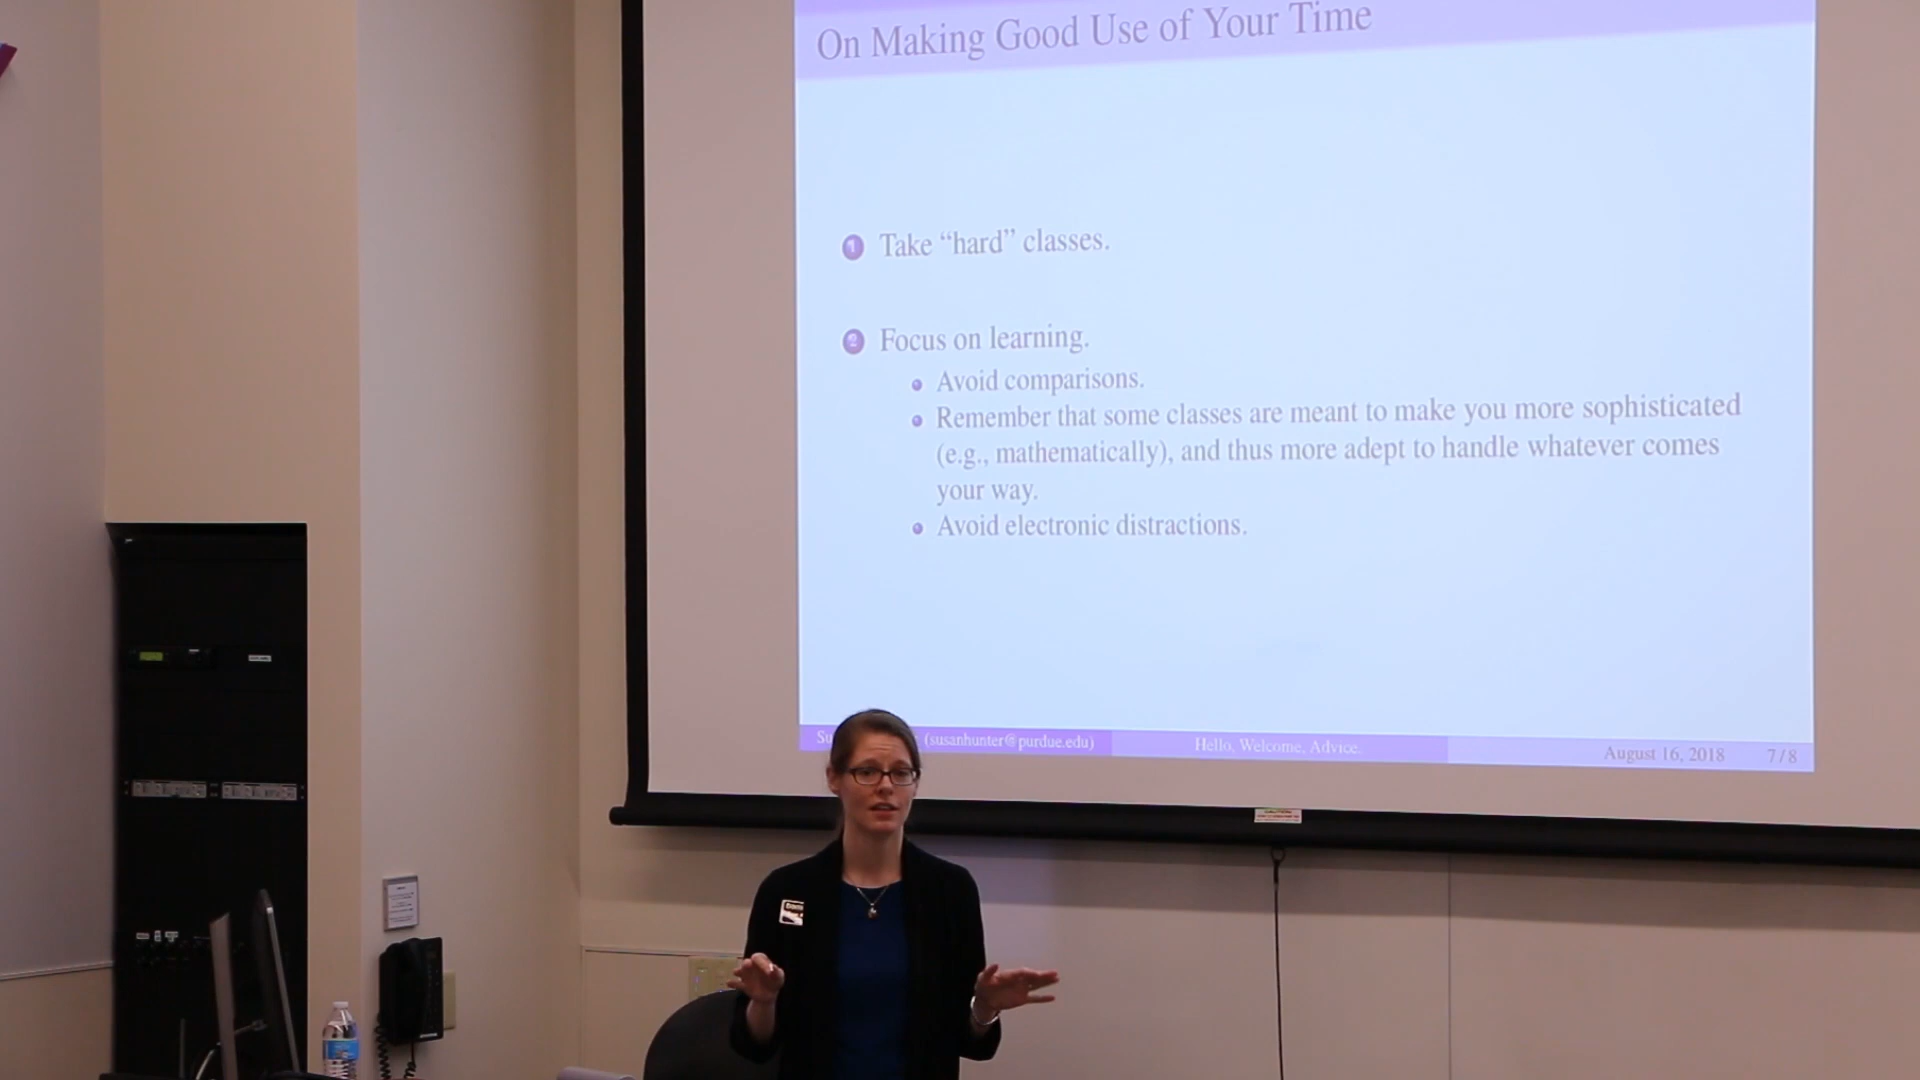 On Making Good Use of Your Time
1 Take “hard” classes.
2 Focus on learning.
Avoid comparisons.
Remember that some classes are meant to make you more sophisticated
(e.g., mathematically), and thus more adept to handle whatever comes
your way.
Avoid electronic distractions.
(susanhunter@purdue.edu) Hello, Welcome, Advice. August 16, 2018 7 / 8